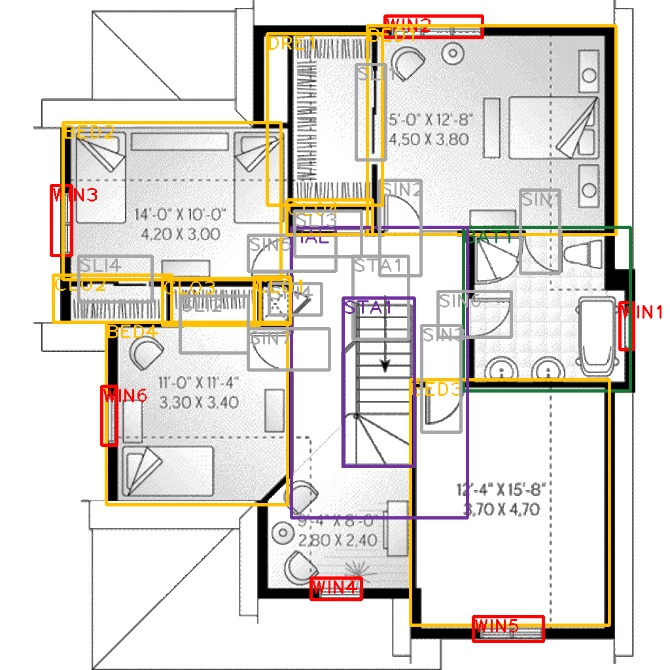 WIN2
DRE1
BED1
SLI1
5'-0" X 12'-8"
4,50 X 3,80
BED2
WIN3
14'-0" X 10'-0"
4,20 X 3,00
SIN2
SIN1
SLI3
HAL
BAT1
SIN5
SLI4
STA1
CLO2
CLO3
SLI2
STA1
SIN6
WIN1
BED4
SIN7
SIN3
11'-0" X 11'-4"
3,30 X 3,40
BED3
WIN6
12'-4" X 15'-8"
3,70 X 4,70
9'-4" X 8'-0"
2,80 X 2,40
WIN4
WIN5